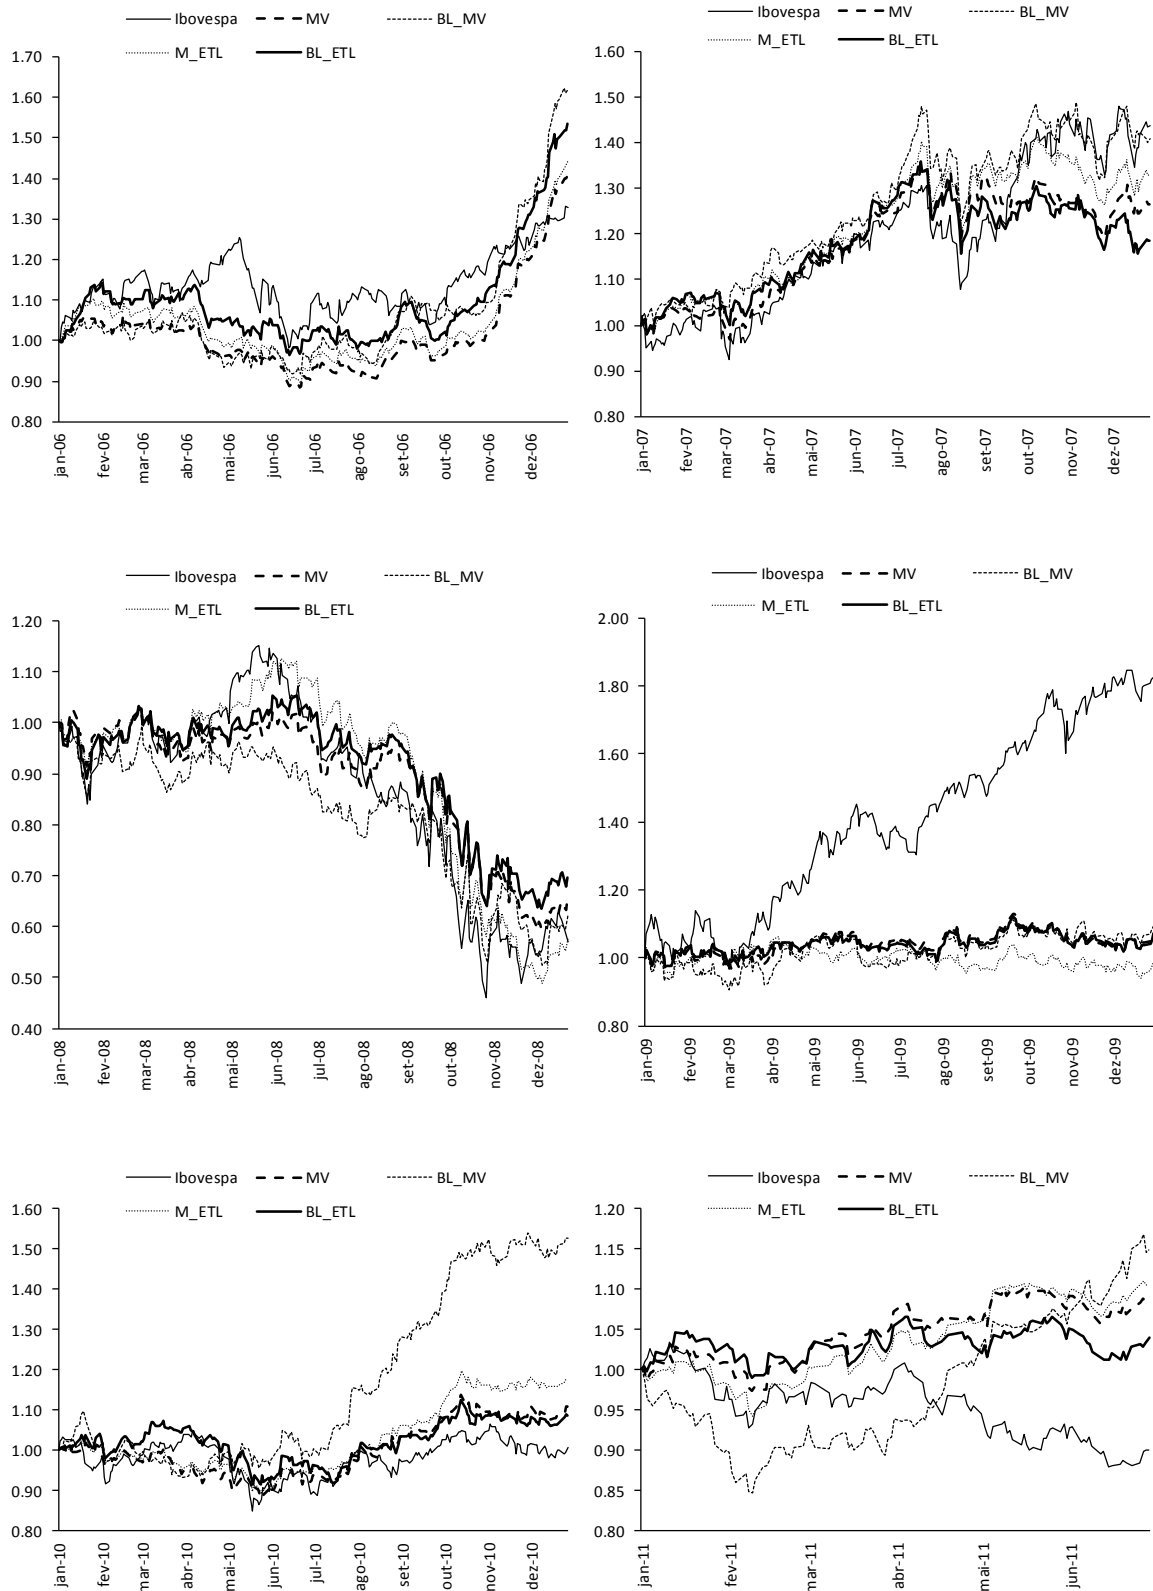 Ibovespa MV BL_MV
M_ETL BL_ETL
1.70
1.60
1.50
1.40
1.30
1.20
1.10
1.00
0.90
0.80
jan-06 fev-06 mar-06 abr-06 mai-06 jun-06 jul-06 ago-06 set-06 out-06 nov-06 dez-06
Ibovespa MV BL_MV
M_ETL BL_ETL
1.60
1.50
1.40
1.30
1.20
1.10
1.00
0.90
0.80
jan-07 fev-07 mar-07 abr-07 mai-07 jun-07 jul-07 ago-07 set-07 out-07 nov-07 dez-07
Ibovespa MV BL_MV
M_ETL BL_ETL
1.20
1.10
1.00
0.90
0.80
0.70
0.60
0.50
0.40
jan-08 fev-08 mar-08 abr-08 mai-08 jun-08 jul-08 ago-08 set-08 out-08 nov-08 dez-08
Ibovespa MV BL_MV
M_ETL BL_ETL
2.00
1.80
1.60
1.40
1.20
1.00
0.80
jan-09 fev-09 mar-09 abr-09 mai-09 jun-09 jul-09 ago-09 set-09 out-09 nov-09 dez-09
Ibovespa MV BL_MV
M_ETL BL_ETL
1.60
1.50
1.40
1.30
1.20
1.10
1.00
0.90
0.80
jan-10 fev-10 mar-10 abr-10 mai-10 jun-10 jul-10 ago-10 set-10 out-10 nov-10 dez-10
Ibovespa MV BL_MV
M_ETL BL_ETL
1.20
1.15
1.10
1.05
1.00
0.95
0.90
0.85
0.80
jan-11 fev-11 mar-11 abr-11 mai-11 jun-11